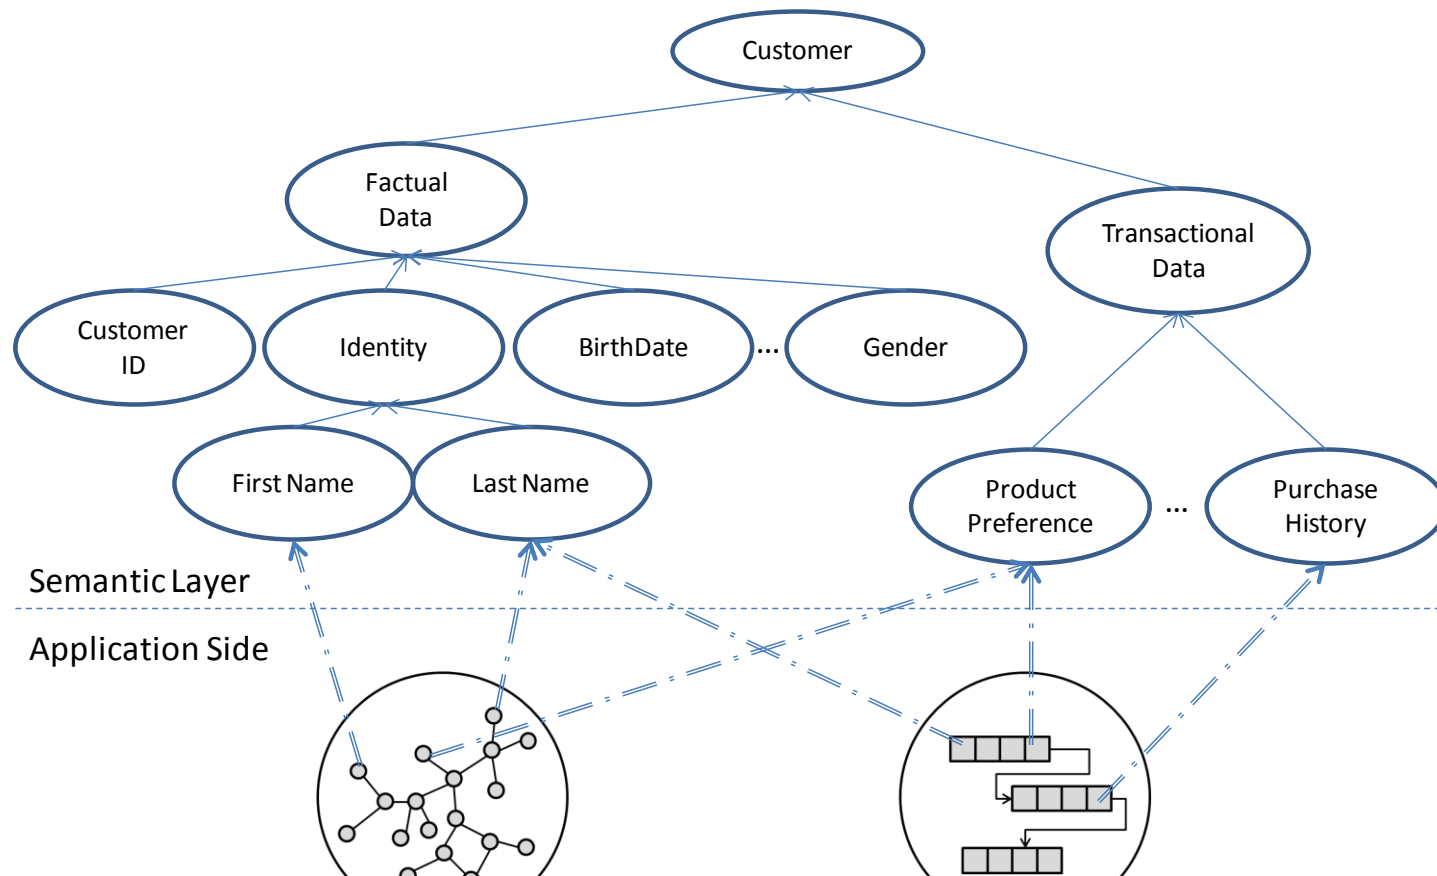 Customer
Factual
Data
Transactional
Data
Customer
ID
Identity
BirthDate
...
Gender
First Name
Last Name
Product
Preference
...
Purchase
History
Semantic Layer
Application Side